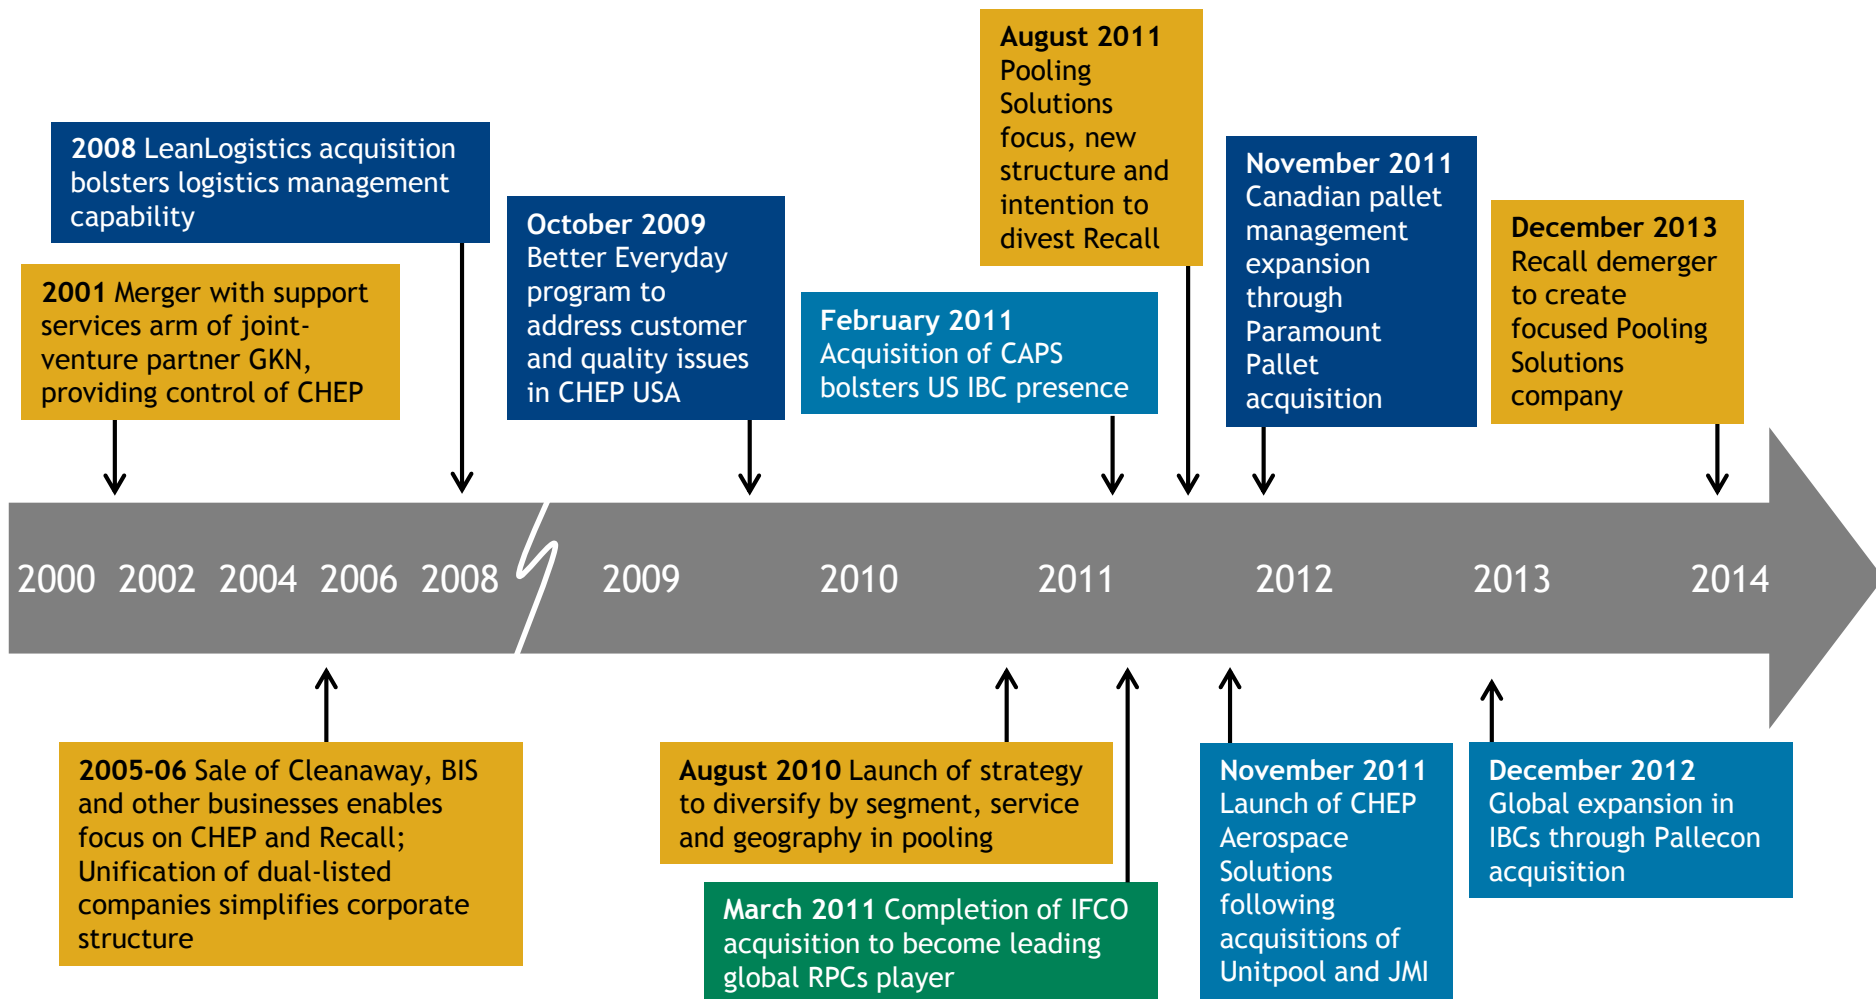 2008 LeanLogistics acquisition
bolsters logistics management
capability
2001 Merger with support
services arm of joint-
venture partner GKN,
providing control of CHEP
October 2009
Better Everyday
program to
address customer
and quality issues
in CHEP USA
February 2011
Acquisition of CAPS
bolsters US IBC presence
August 2011
Pooling
Solutions
focus, new
structure and
intention to
divest Recall
November 2011
Canadian pallet
management
expansion
through
Paramount
Pallet
acquisition
December 2013
Recall demerger
to create
focused Pooling
Solutions
company
2000 2002 2004 2006 2008 2009 2010 2011 2012 2013 2014
2005-06 Sale of Cleanaway, BIS
and other businesses enables
focus on CHEP and Recall;
Unification of dual-listed
companies simplifies corporate
structure
August 2010 Launch of strategy
to diversify by segment, service
and geography in pooling
March 2011 Completion of IFCO
acquisition to become leading
global RPCs player
November 2011
Launch of CHEP
Aerospace
Solutions
following
acquisitions of
Unitpool and JMI
December 2012
Global expansion in
IBCs through Pallecon
acquisition